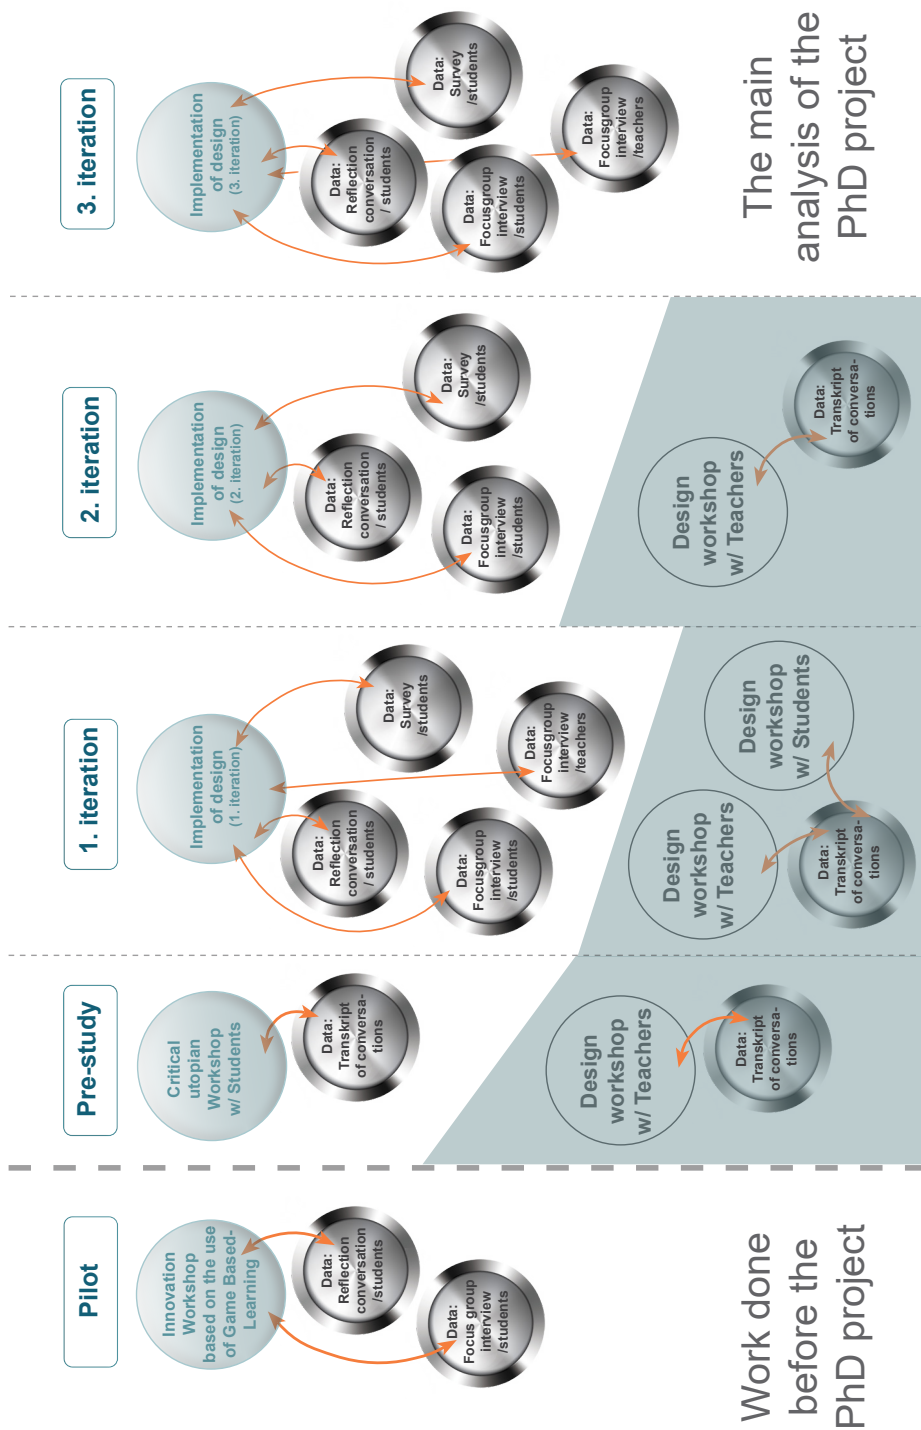 Pilot
Innovation
Workshop
based on the use
of Game Based-
Learning
Data:
Reflection
conversation
/students
Data:
Focus group
interview
/students
Work done
before the
PhD project
Pre-study
Critical
utopian
Workshop
w/ Students
Data:
Transkript
of conversa-
tions
Design
workshop
w/ Teachers
Data:
Transkript
of conversa-
tions
1. iteration
Implementation
of design
(1. iteration)
Data:
Reflection
conversation
/ students
Data:
Survey
/students
Data:
Focusgroup
interview
/students
Data:
Focusgroup
interview
/teachers
Design
workshop
w/ Teachers
Design
workshop
w/ Students
Data:
Transkript
of conversa-
tions
2. iteration
Implementation
of design
(2. iteration)
Data:
Reflection
conversation
/ students
Data:
Survey
/students
Data:
Focusgroup
interview
/students
Design
workshop
w/ Teachers
Data:
Transkript
of conversa-
tions
3. iteration
Implementation
of design
(3. iteration)
Data:
Reflection
conversation
/ students
Data:
Survey
/students
Data:
Focusgroup
interview
/students
Data:
Focusgroup
interview
/teachers
The main
analysis of the
PhD project